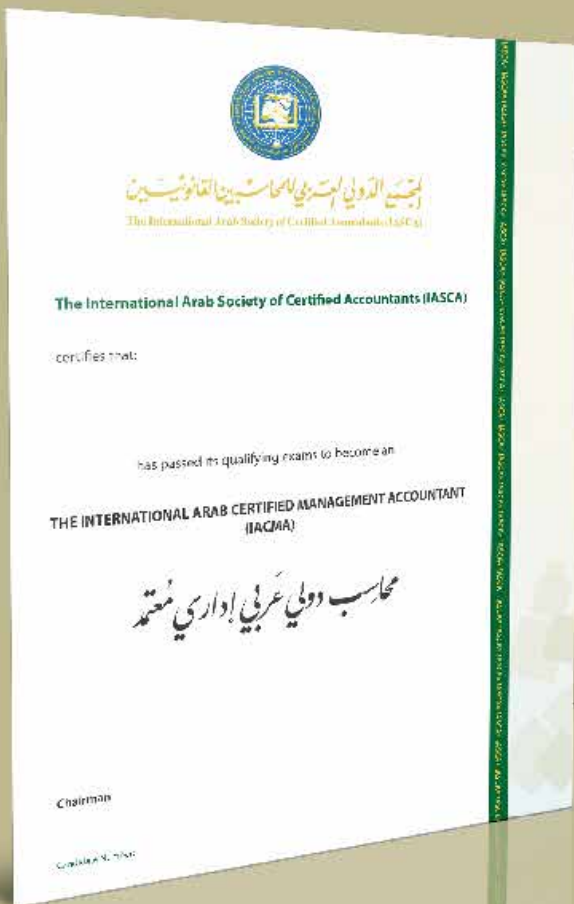 المجمع الدولي العربي للمحاسبين القانونيين
The International Arab Society of Certified Accountants (IASCA)
The International Arab Society of Certified Accountants (IASCA)
certifies that:
has passed its qualifying exams to become an
THE INTERNATIONAL ARAB CERTIFIED MANAGEMENT ACCOUNTANT
(IACMA)
محاسب دولي عَربي إداري مُعتمَد
Chairman